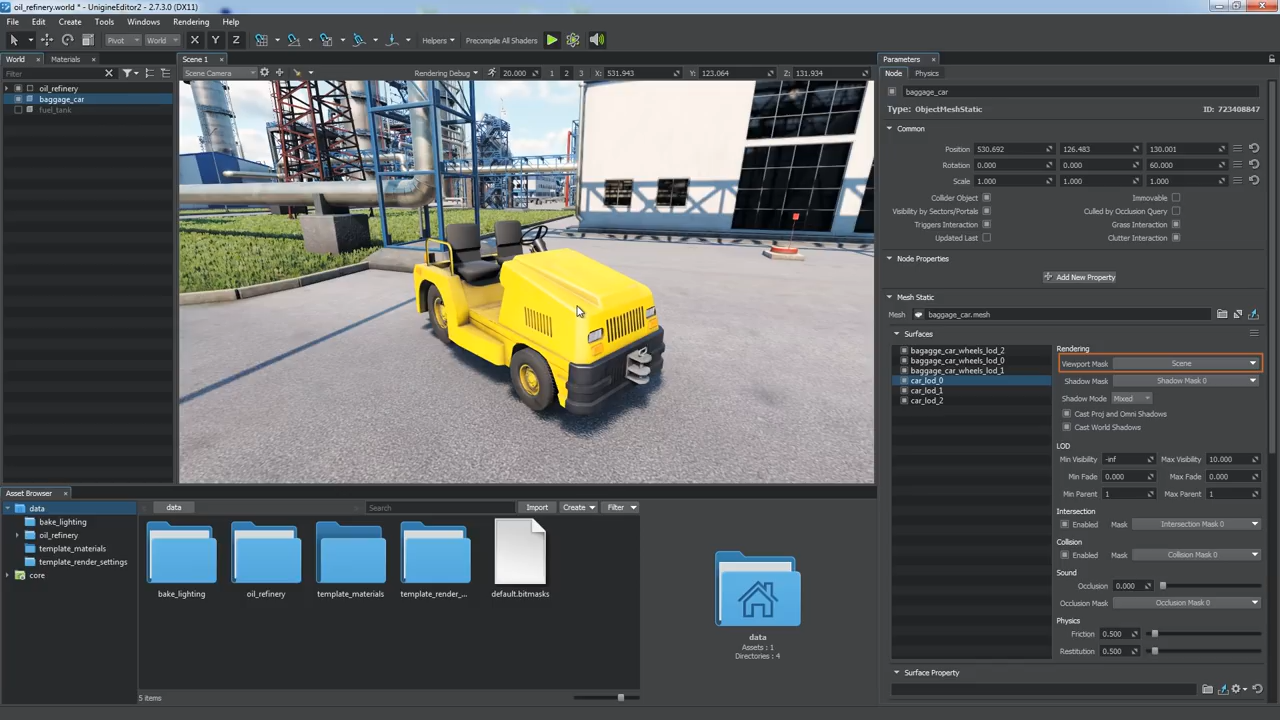 oil_refinery.world * - UnigineEditor2 - 2.7.3.0 (DX11)
File Edit Create Tools Windows Rendering Help
Pivot World X Y Z Helpers Precompile All Shaders
World Materials
Filter
oil_refinery
baggage_car
fuel_tank
Scene 1
Scene Camera Rendering Debug 20.000 1 2 3 X: 531.943 Y: 123.064 Z: 131.934
Asset Browser
data
bake_lighting
oil_refinery
template_materials
template_render_settings
core
data Search Import Create Filter
bake_lighting oil_refinery template_materials template_render_... default.bitmasks
data
Assets : 1
Directories : 4
5 items
Parameters
Node Physics
baggage_car
Type: ObjectMeshStatic ID: 723408847
Common
Position 530.692 126.483 130.001
Rotation 0.000 0.000 60.000
Scale 1.000 1.000 1.000
Collider Object Immovable
Visibility by Sectors/Portals Culled by Occlusion Query
Triggers Interaction Grass Interaction
Updated Last Clutter Interaction
Node Properties
Add New Property
Mesh Static
Mesh baggage_car.mesh
Surfaces
bagagge_car_wheels_lod_2
baggage_car_wheels_lod_0
baggage_car_wheels_lod_1
car_lod_0
car_lod_1
car_lod_2
Rendering
Viewport Mask Scene
Shadow Mask Shadow Mask 0
Shadow Mode Mixed
Cast Proj and Omni Shadows
Cast World Shadows
LOD
Min Visibility -inf Max Visibility 10.000
Min Fade 0.000 Max Fade 0.000
Min Parent 1 Max Parent 1
Intersection
Enabled Mask Intersection Mask 0
Collision
Enabled Mask Collision Mask 0
Sound
Occlusion 0.000
Occlusion Mask Occlusion Mask 0
Physics
Friction 0.500
Restitution 0.500
Surface Property